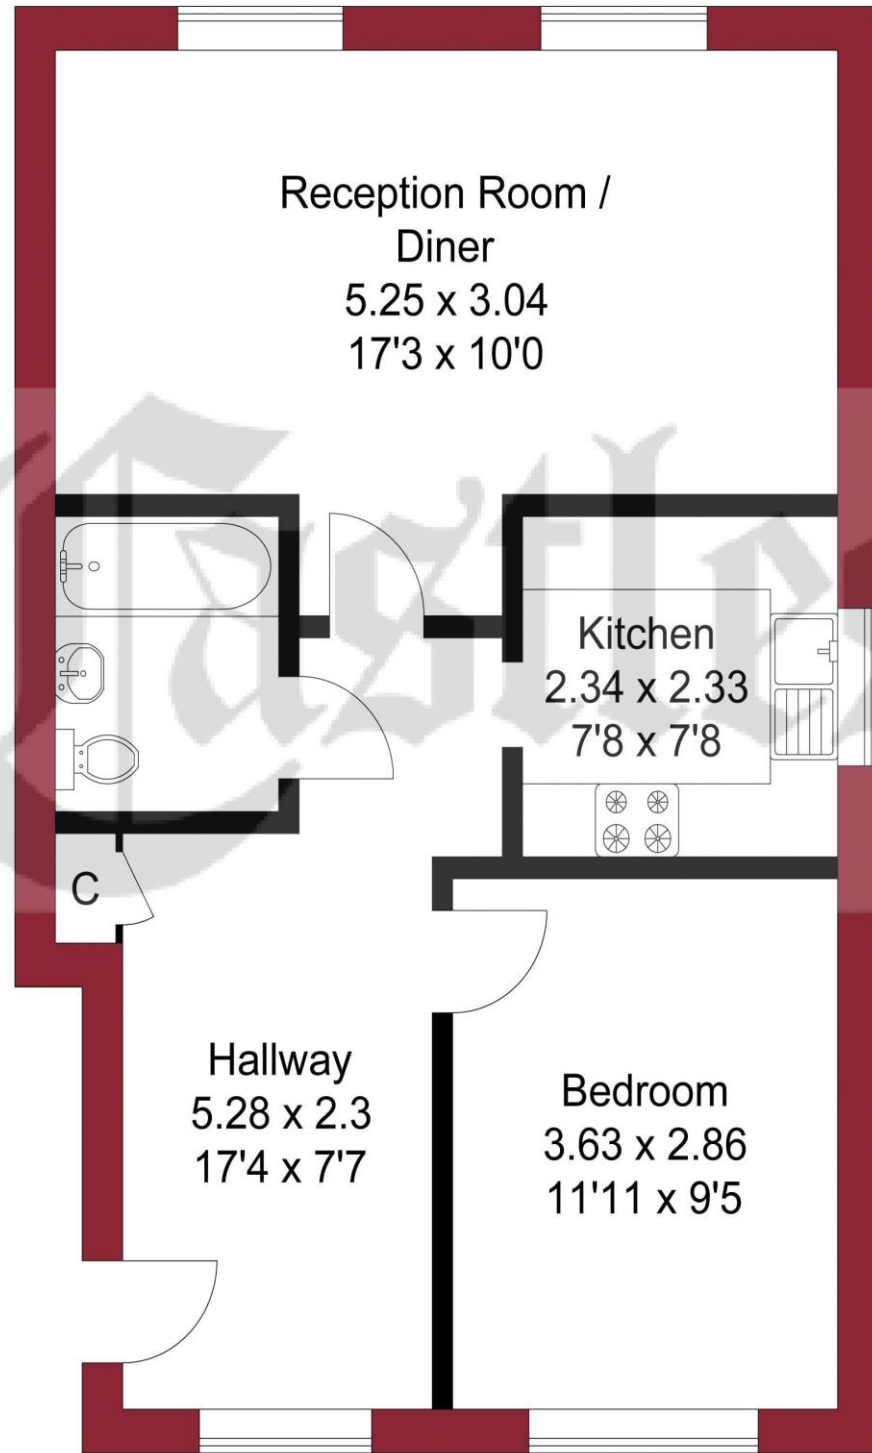 Reception Room /
Diner
5.25 x 3.04
17'3 x 10'0
Castles
Kitchen
2.34 x 2.33
7'8 x 7'8
C
Hallway
5.28 x 2.3
17'4 x 7'7
Bedroom
3.63 x 2.86
11'11 x 9'5